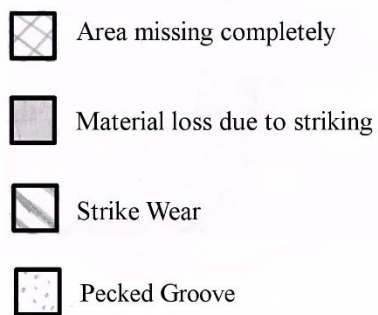 Area missing completely
Material loss due to striking
Strike Wear
Pecked Groove